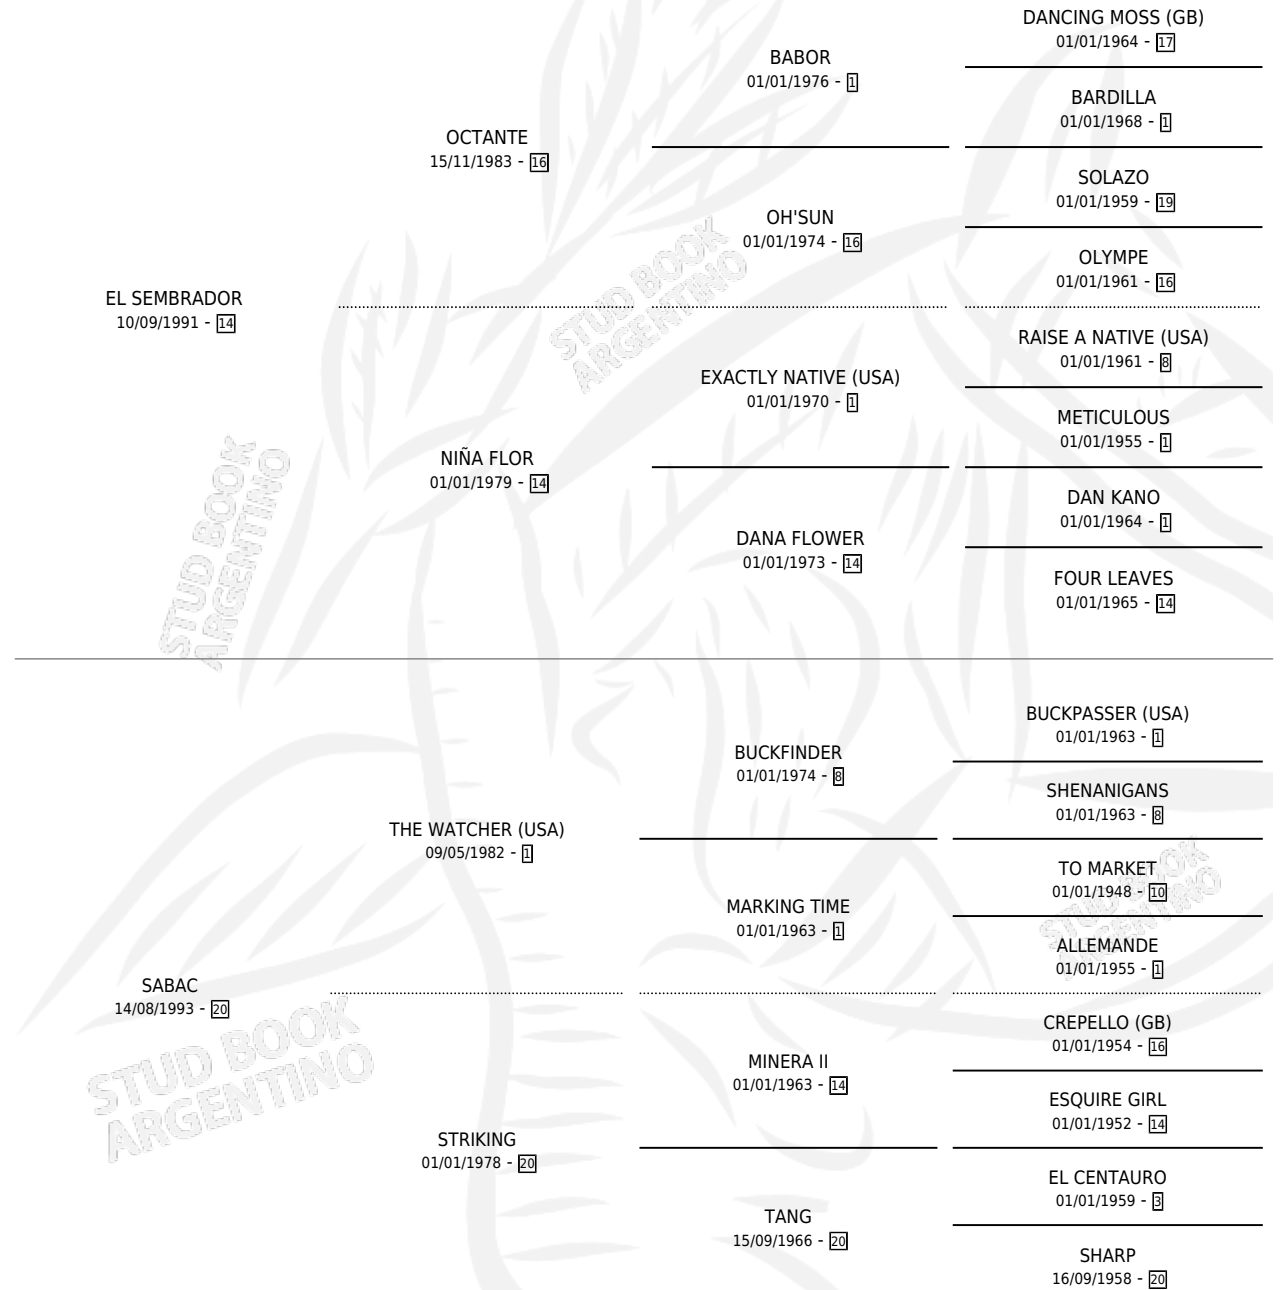 DANCING MOSS (GB)
01/01/1964 - 17
BABOR
01/01/1976 - 1
BARDILLA
01/01/1968 - 1
OCTANTE
15/11/1983 - 16
SOLAZO
01/01/1959 - 19
OH'SUN
01/01/1974 - 16
OLYMPE
01/01/1961 - 16
EL SEMBRADOR
10/09/1991 - 14
RAISE A NATIVE (USA)
01/01/1961 - 8
EXACTLY NATIVE (USA)
01/01/1970 - 1
METICULOUS
01/01/1955 - 1
NIÑA FLOR
01/01/1979 - 14
DAN KANO
01/01/1964 - 1
DANA FLOWER
01/01/1973 - 14
FOUR LEAVES
01/01/1965 - 14
BUCKPASSER (USA)
01/01/1963 - 1
BUCKFINDER
01/01/1974 - 8
SHENANIGANS
01/01/1963 - 8
THE WATCHER (USA)
09/05/1982 - 1
TO MARKET
01/01/1948 - 10
MARKING TIME
01/01/1963 - 1
ALLEMANDE
01/01/1955 - 1
SABAC
14/08/1993 - 20
CREPELLO (GB)
01/01/1954 - 16
MINERA II
01/01/1963 - 14
ESQUIRE GIRL
01/01/1952 - 14
STRIKING
01/01/1978 - 20
EL CENTAURO
01/01/1959 - 3
TANG
15/09/1966 - 20
SHARP
16/09/1958 - 20
STUD BOOK
ARGENTINO
STUD BOOK
ARGENTINO
STUD BOOK
ARGENTINO
STUD BOOK
ARGENTINO